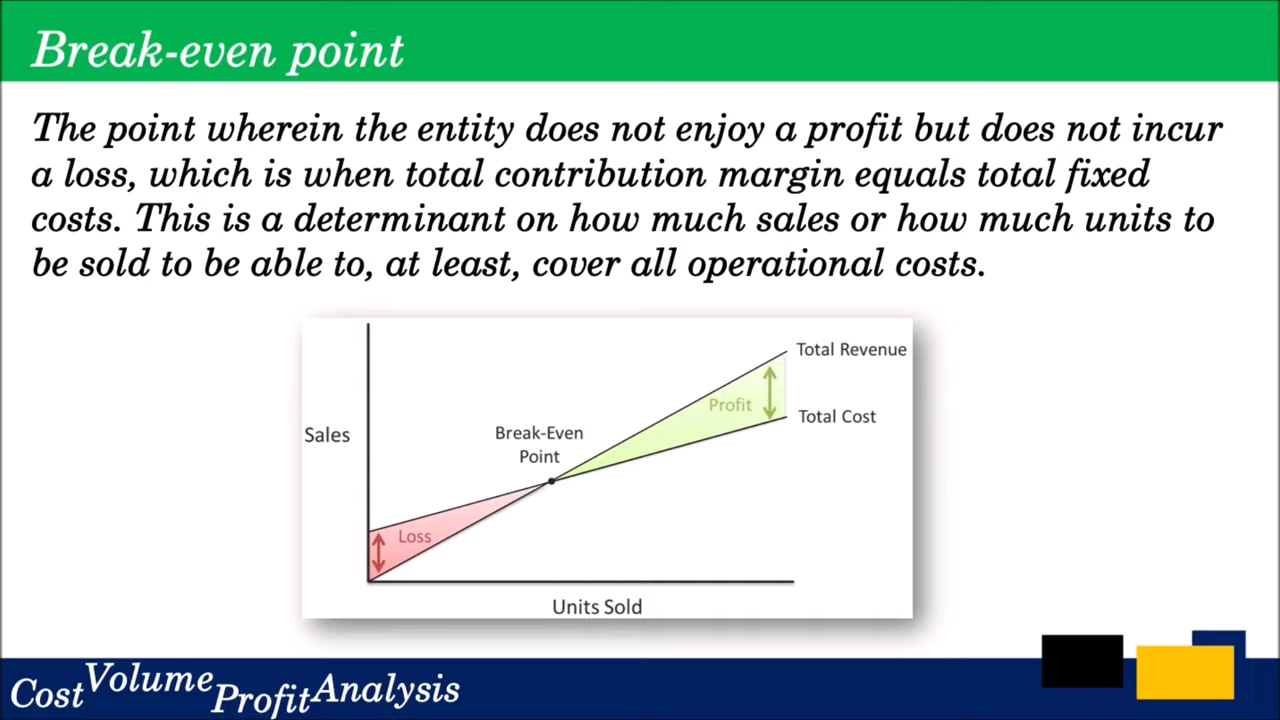 Break-even point
The point wherein the entity does not enjoy a profit but does not incur
a loss, which is when total contribution margin equals total fixed
costs. This is a determinant on how much sales or how much units to
be sold to be able to, at least, cover all operational costs.
Total Revenue
Profit
Total Cost
Sales
Break-Even
Point
Loss
Units Sold
Cost Volume Profit Analysis